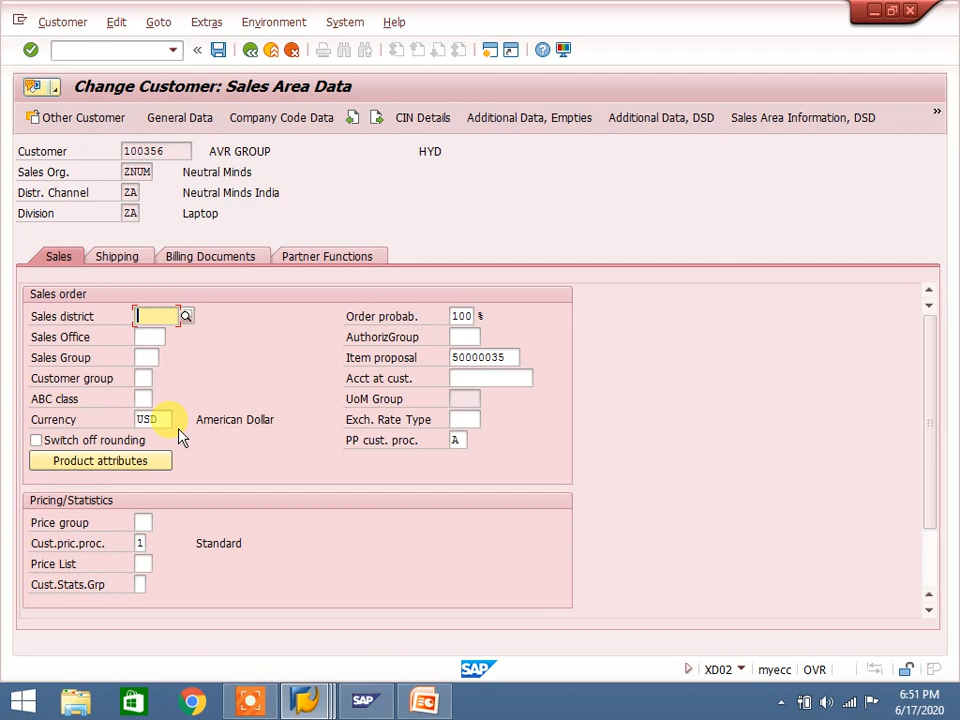 Customer Edit Goto Extras Environment System Help
«
Change Customer: Sales Area Data
Other Customer General Data Company Code Data CIN Details Additional Data, Empties Additional Data, DSD Sales Area Information, DSD »
Customer 100356 AVR GROUP HYD
Sales Org. ZNUM Neutral Minds
Distr. Channel ZA Neutral Minds India
Division ZA Laptop
Sales Shipping Billing Documents Partner Functions
Sales order
Sales district Order probab. 100 %
Sales Office AuthorizGroup
Sales Group Item proposal 50000035
Customer group Acct at cust.
ABC class UoM Group
Currency USD American Dollar Exch. Rate Type
Switch off rounding PP cust. proc. A
Product attributes
Pricing/Statistics
Price group
Cust.pric.proc. 1 Standard
Price List
Cust.Stats.Grp
SAP XD02 myecc OVR
SAP 6:51 PM
6/17/2020